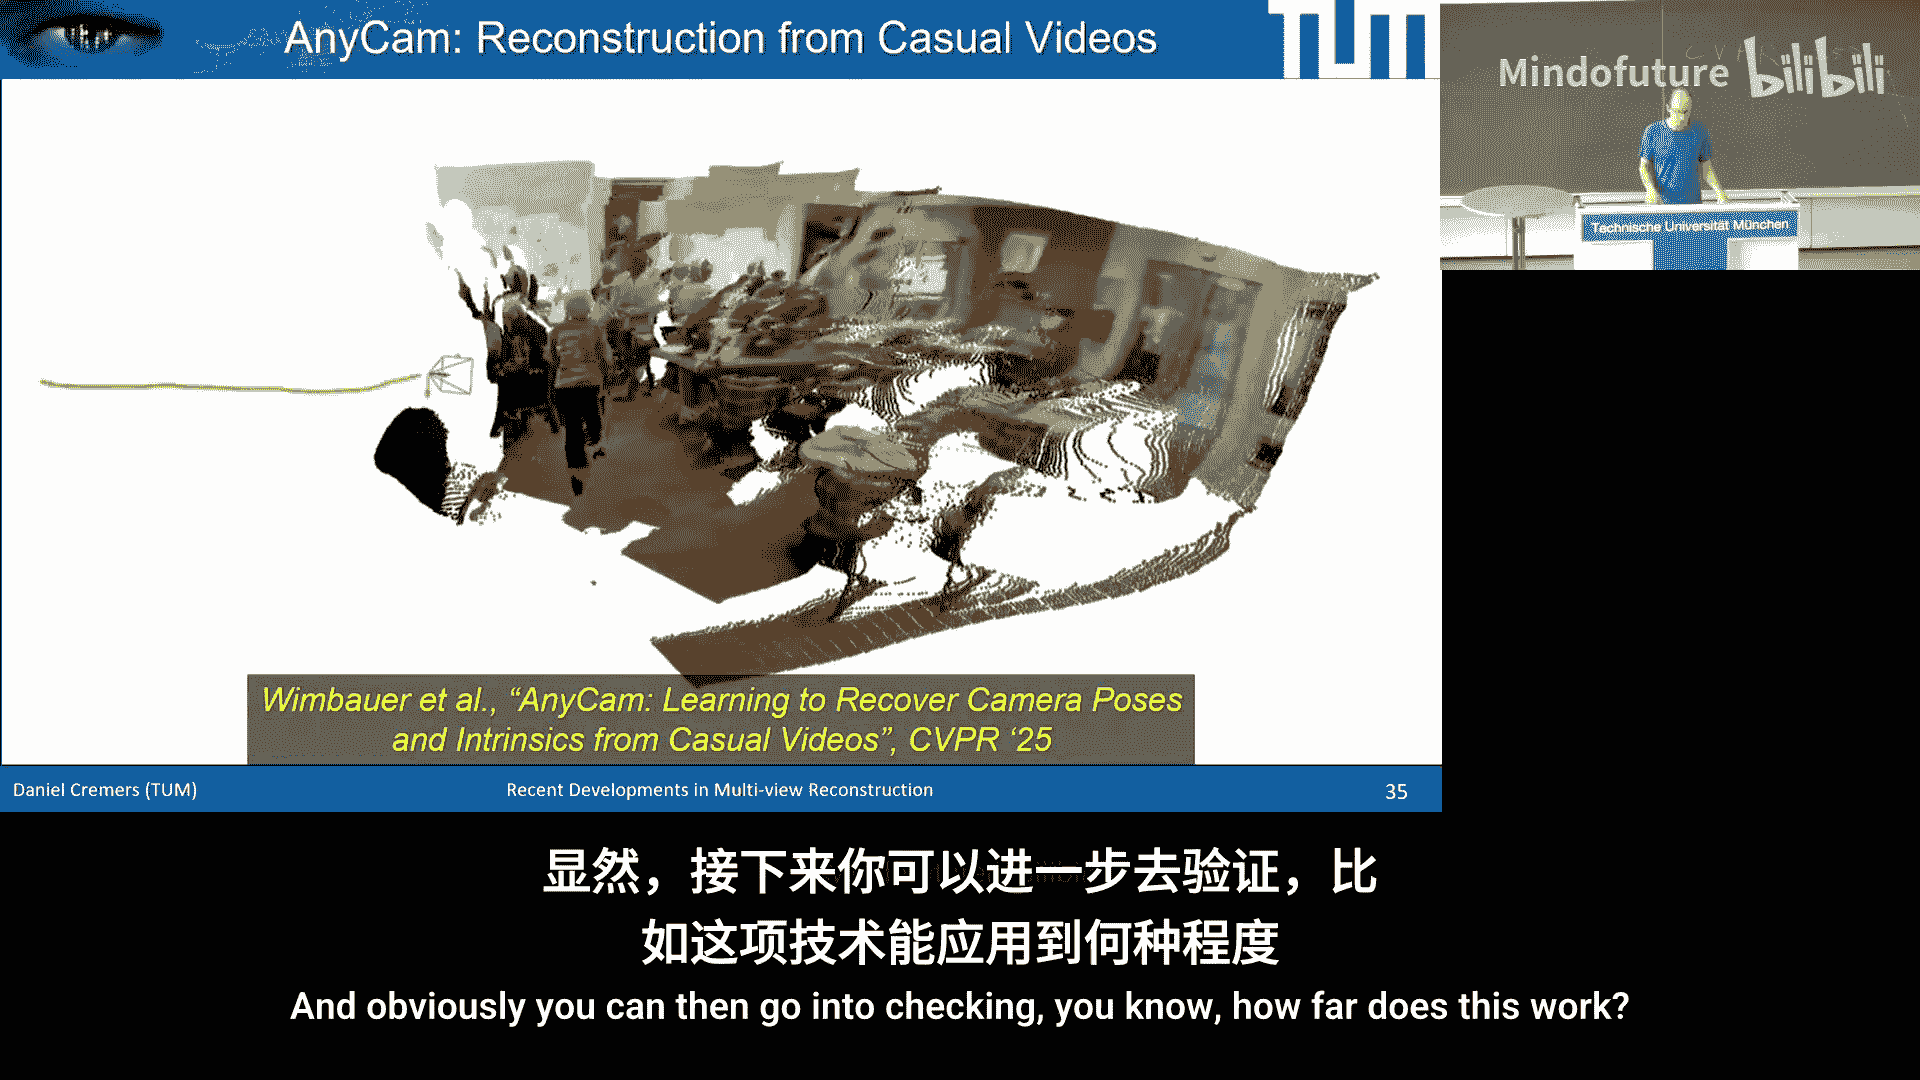 AnyCam: Reconstruction from Casual Videos
TUM
Mindofuture bilibili
Technische Universität München
Wimbauer et al., “AnyCam: Learning to Recover Camera Poses
and Intrinsics from Casual Videos”, CVPR ‘25
Daniel Cremers (TUM)
Recent Developments in Multi-view Reconstruction
35
显然，接下来你可以进一步去验证，比
如这项技术能应用到何种程度
And obviously you can then go into checking, you know, how far does this work?